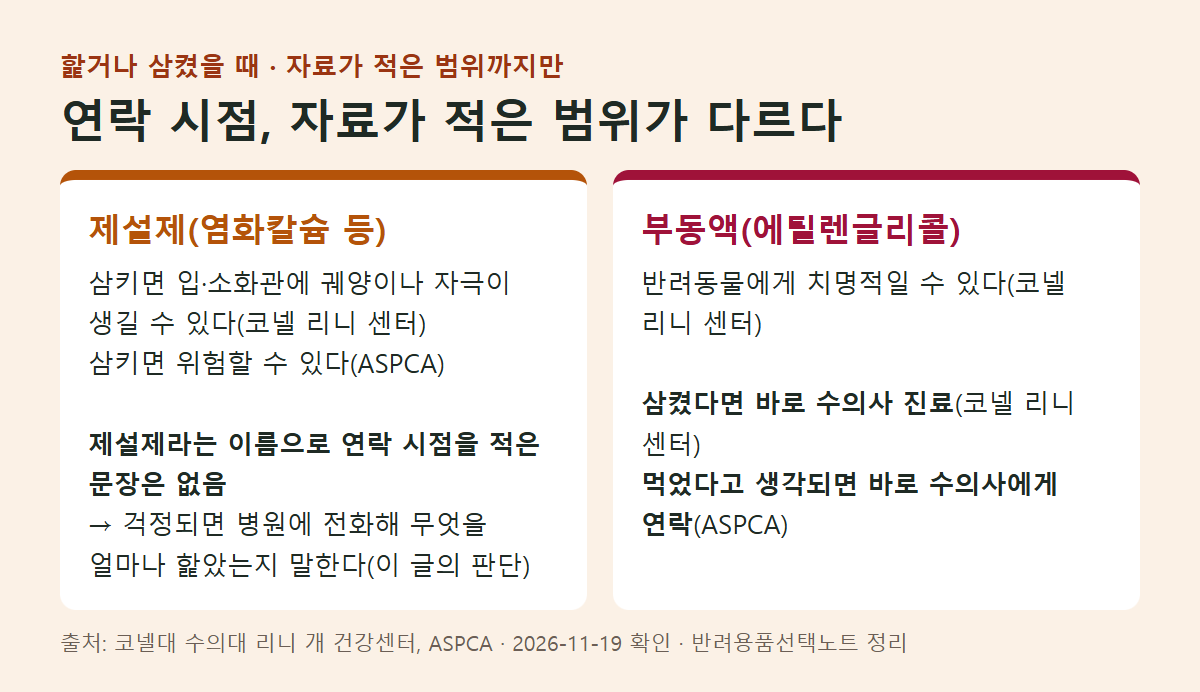 핥거나 삼켰을 때 · 자료가 적은 범위까지만
연락 시점, 자료가 적은 범위가 다르다
제설제(염화칼슘 등)
삼키면 입·소화관에 궤양이나 자극이
생길 수 있다(코넬 리니 센터)
삼키면 위험할 수 있다(ASPCA)
제설제라는 이름으로 연락 시점을 적은
문장은 없음
→ 걱정되면 병원에 전화해 무엇을
얼마나 핥았는지 말한다(이 글의 판단)
부동액(에틸렌글리콜)
반려동물에게 치명적일 수 있다(코넬
리니 센터)
삼켰다면 바로 수의사 진료(코넬 리니
센터)
먹었다고 생각되면 바로 수의사에게
연락(ASPCA)
출처: 코넬대 수의대 리니 개 건강센터, ASPCA · 2026-11-19 확인 · 반려용품선택노트 정리